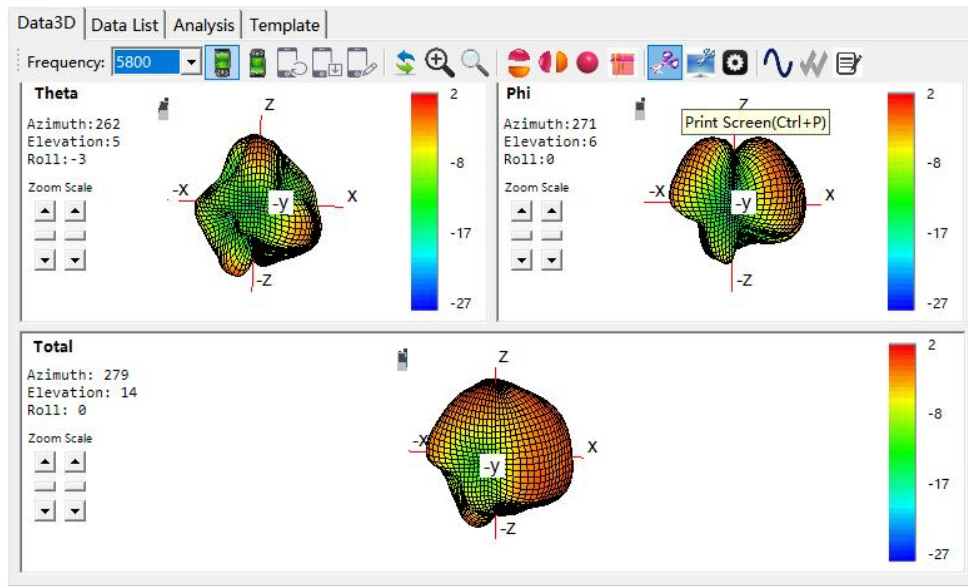 Data3D Data List Analysis Template
Frequency: 5800
Theta
Azimuth:262
Elevation:5
Roll:-3
Zoom Scale
Z
-X
-y
X
-Z
2
-8
-17
-27
Phi
Azimuth:271
Elevation:6
Roll:0
Zoom Scale
Z
Print Screen(Ctrl+P)
-X
-y
X
-Z
2
-8
-17
-27
Total
Azimuth: 279
Elevation: 14
Roll: 0
Zoom Scale
Z
-X
-y
X
-Z
2
-8
-17
-27